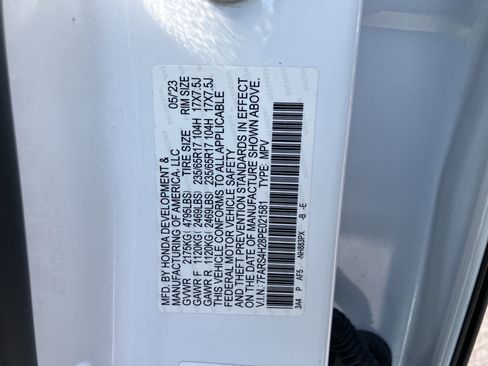 MFD. BY HONDA DEVELOPMENT & 05/23
MANUFACTURING OF AMERICA, LLC
GVWR 2175KG( 4795LBS) TIRE SIZE RIM SIZE
GAWR F 1120KG( 2469LBS) 235/65R17 104H 17X7.5J
GAWR R 1120KG( 2469LBS) 235/65R17 104H 17X7.5J
THIS VEHICLE CONFORMS TO ALL APPLICABLE
FEDERAL MOTOR VEHICLE SAFETY
AND THEFT PREVENTION STANDARDS IN EFFECT
ON THE DATE OF MANUFACTURE SHOWN ABOVE.
V.I.N.: 7FARS4H28PE021581 TYPE: MPV
3A4 P AF5 -NH883PX -B -E